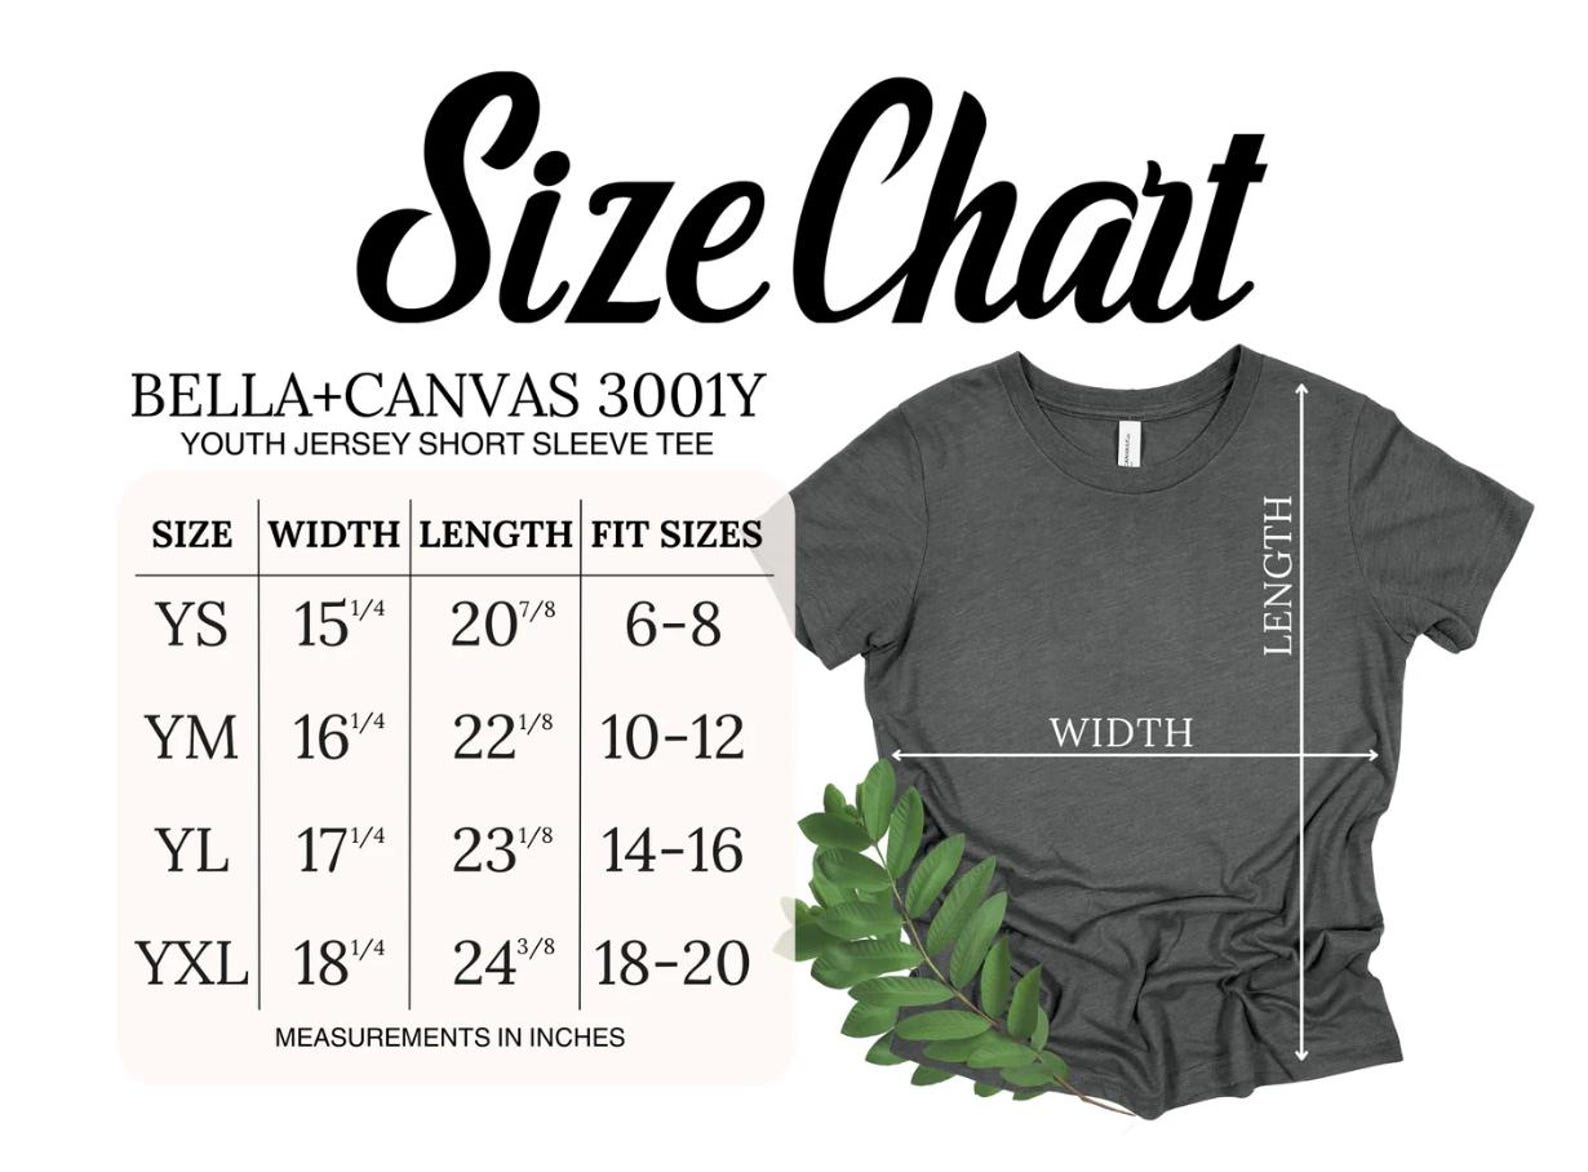 Size Chart
BELLA+CANVAS 3001Y
YOUTH JERSEY SHORT SLEEVE TEE
SIZE WIDTH LENGTH FIT SIZES
YS 15 1/4 20 7/8 6-8
YM 16 1/4 22 1/8 10-12
YL 17 1/4 23 1/8 14-16
YXL 18 1/4 24 3/8 18-20
MEASUREMENTS IN INCHES
LENGTH
WIDTH